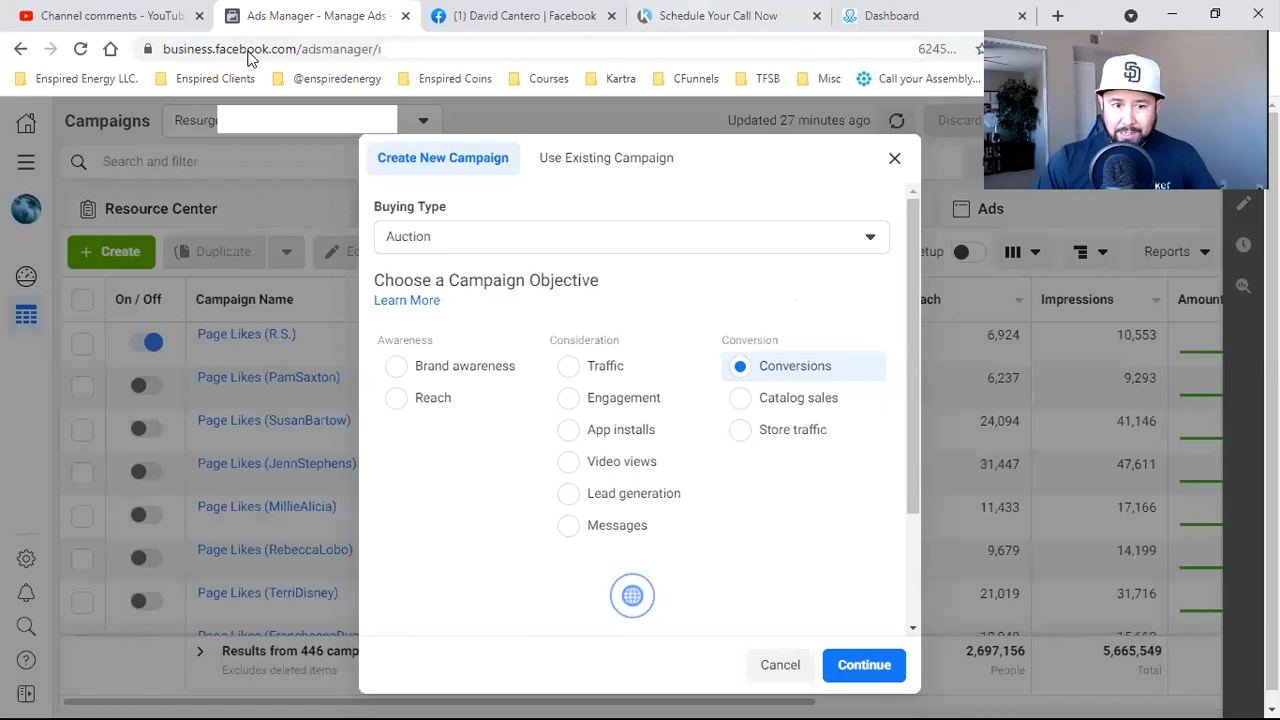 Channel comments - YouTube
Ads Manager - Manage Ads -
(1) David Cantero | Facebook
Schedule Your Call Now
Dashboard
business.facebook.com/adsmanager/
6245...
Enspired Energy LLC.
Enspired Clients
@enspiredenergy
Enspired Coins
Courses
Kartra
CFunnels
TFSB
Misc
Call your Assembly...
Campaigns
Resurg
Updated 27 minutes ago
Discard
Create New Campaign
Use Existing Campaign
Search and filter
Buying Type
Resource Center
Ads
Auction
Create
Duplicate
Reports
Choose a Campaign Objective
Learn More
On / Off
Campaign Name
Impressions
Amount
Awareness
Consideration
Conversion
Brand awareness
Traffic
Conversions
Reach
Engagement
Catalog sales
App installs
Store traffic
Video views
Lead generation
Messages
Page Likes (R.S.)
6,924
10,553
Page Likes (PamSaxton)
6,237
9,293
Page Likes (SusanBartow)
24,094
41,146
Page Likes (JennStephens)
31,447
47,611
Page Likes (MillieAlicia)
11,433
17,166
Page Likes (RebeccaLobo)
9,679
14,199
Page Likes (TerriDisney)
21,019
31,716
Results from 446 camp
Excludes deleted items
2,697,156
People
5,665,549
Total
Cancel
Continue